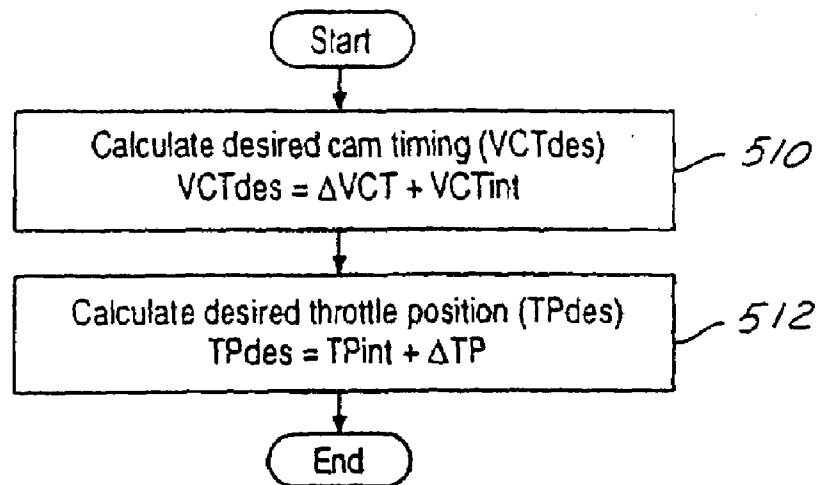 Start
Calculate desired cam timing (VCTdes)
VCTdes = ΔVCT + VCTint
510
Calculate desired throttle position (TPdes)
TPdes = TPint + ΔTP
512
End